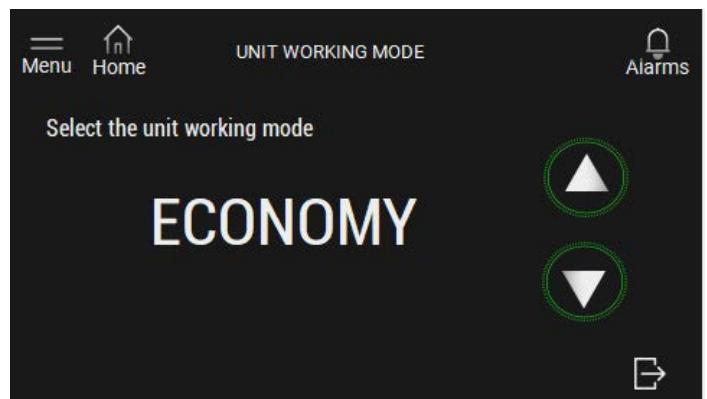 Menu
Home
UNIT WORKING MODE
Alarms
Select the unit working mode
ECONOMY